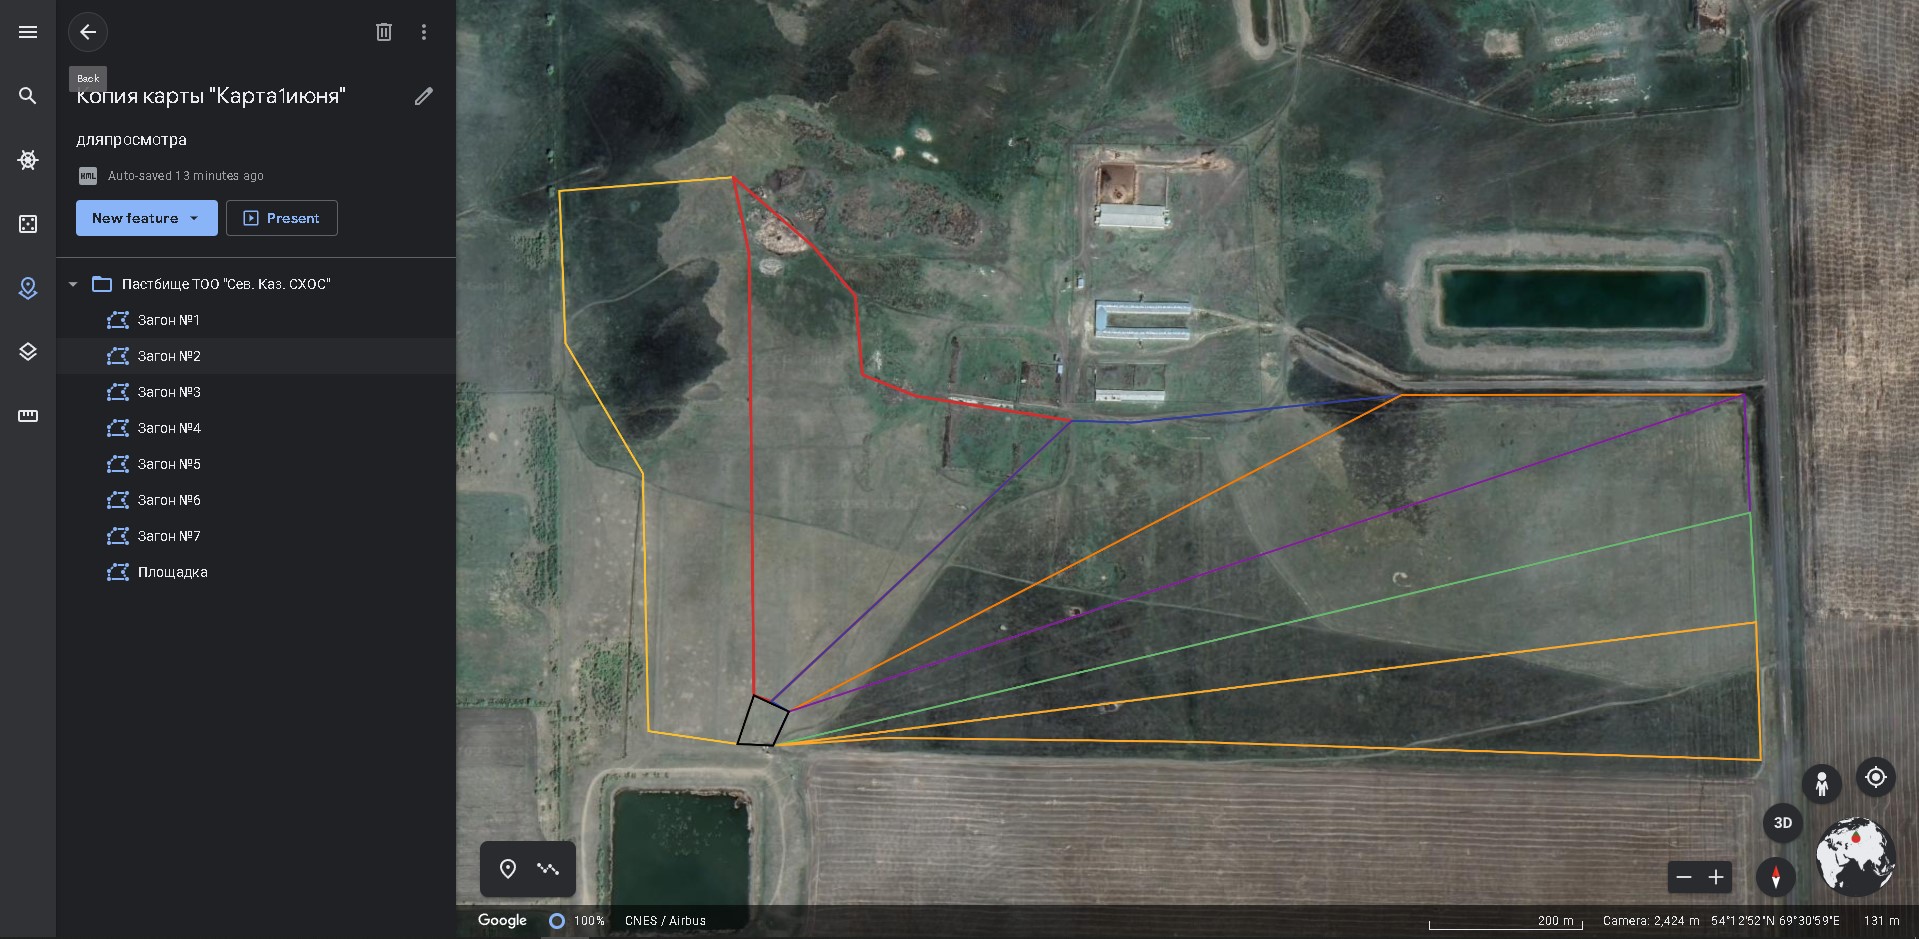 Back
Копия карты "Карта1июня"
дляпросмотра
KML
Auto-saved 13 minutes ago
New feature
Present
Пастбище ТОО "Сев. Каз. СХОС"
Загон №1
Загон №2
Загон №3
Загон №4
Загон №5
Загон №6
Загон №7
Площадка
3D
Google
100%
CNES / Airbus
200 m
Camera: 2,424 m
54°12'52"N 69°30'59"E
131 m